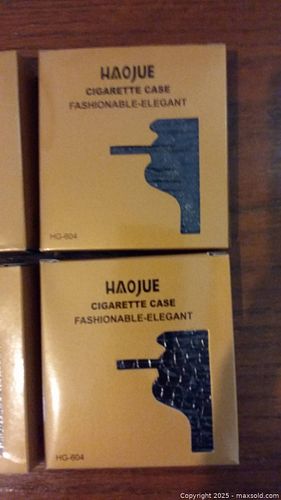 HAOJUE
CIGARETTE CASE
FASHIONABLE-ELEGANT
HG-604
HAOJUE
CIGARETTE CASE
FASHIONABLE-ELEGANT
HG-604
Copyright © 2025 - maxsold.com